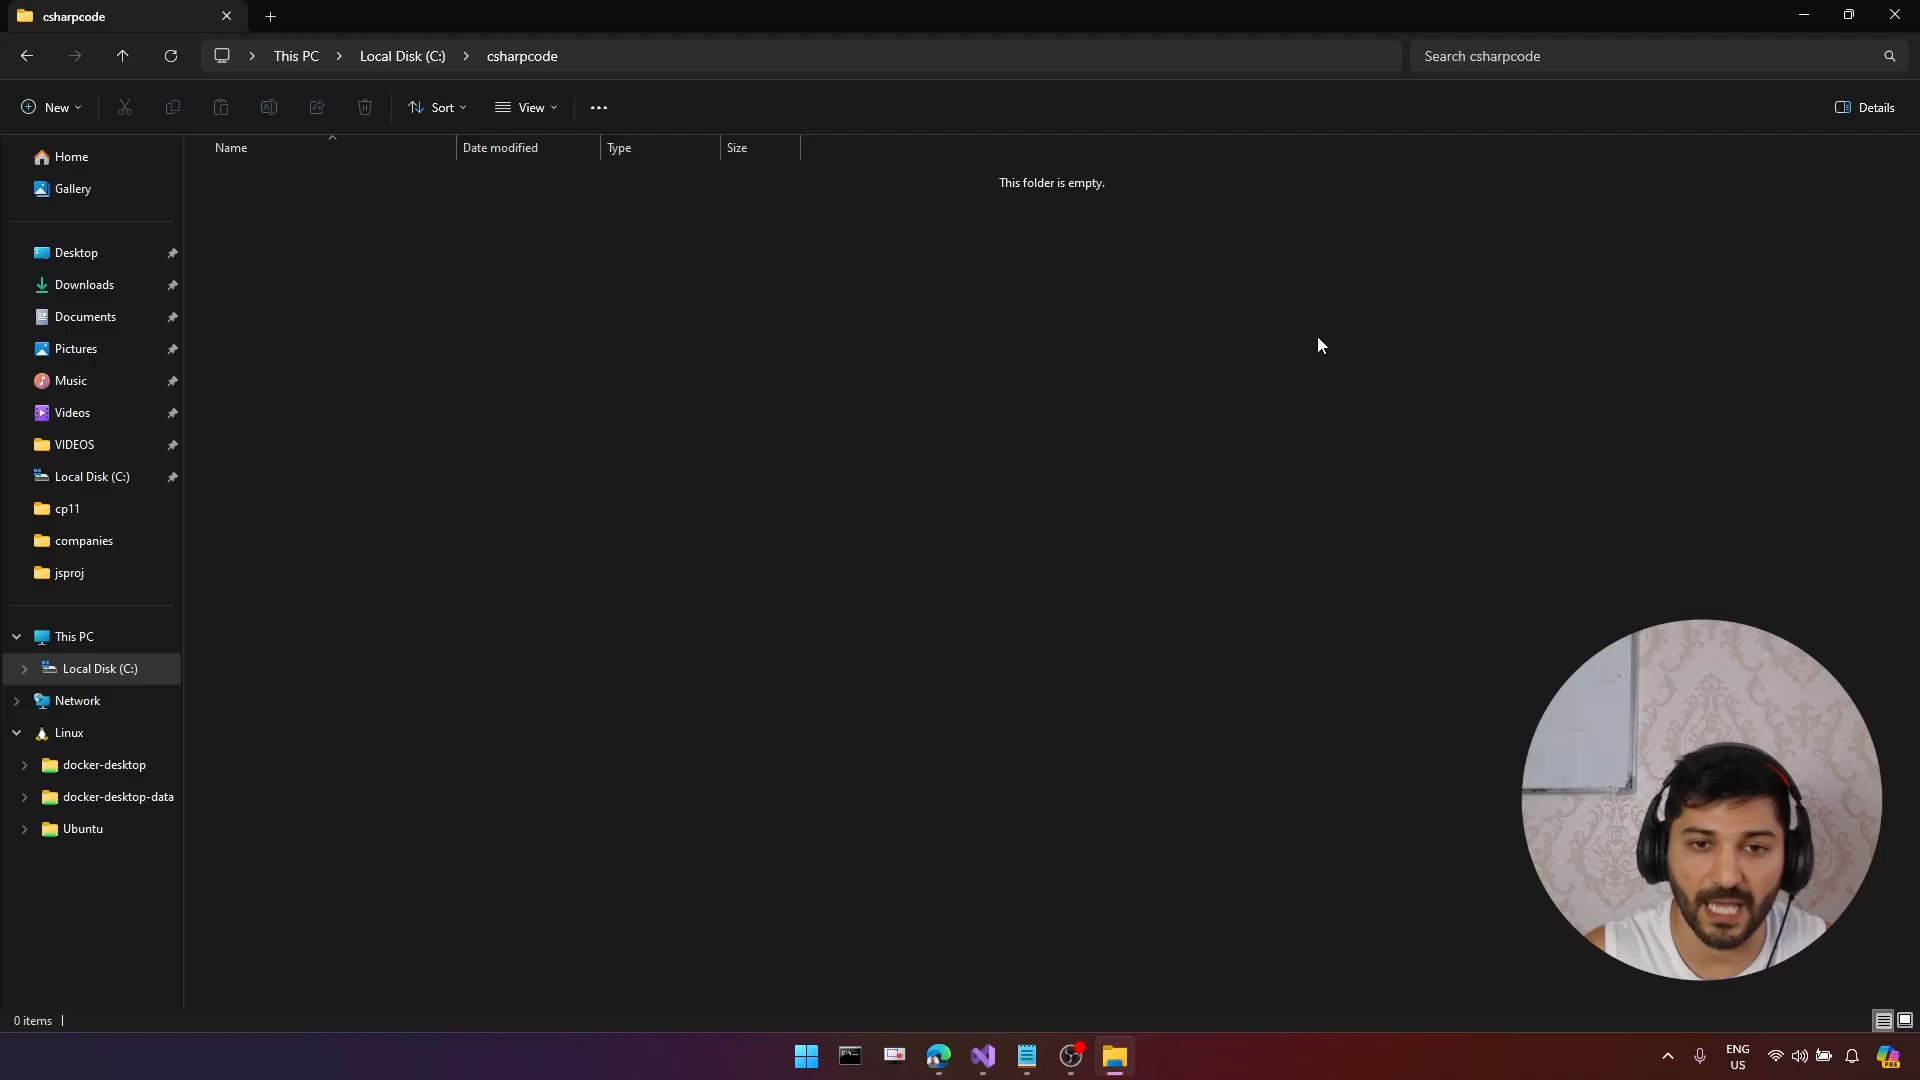 csharpcode
This PC
Local Disk (C:)
csharpcode
Search csharpcode
New
Sort
View
Details
Name
Date modified
Type
Size
This folder is empty.
Home
Gallery
Desktop
Downloads
Documents
Pictures
Music
Videos
VIDEOS
Local Disk (C:)
cp11
companies
jsproj
This PC
Local Disk (C:)
Network
Linux
docker-desktop
docker-desktop-data
Ubuntu
0 items
ENG
US
PRE